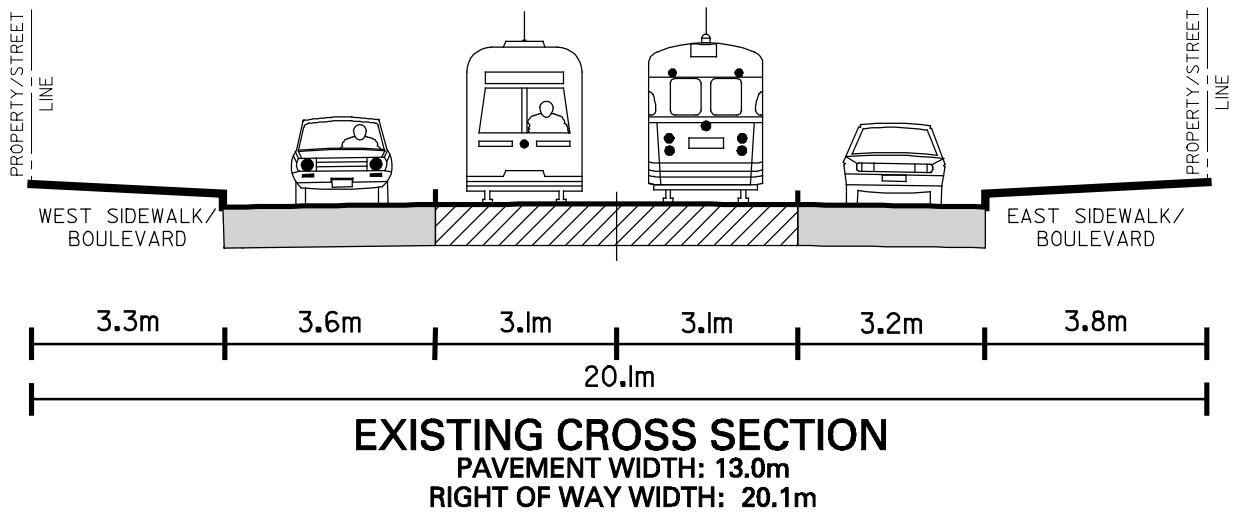 PROPERTY/STREET
LINE
PROPERTY/STREET
LINE
WEST SIDEWALK/
BOULEVARD
EAST SIDEWALK/
BOULEVARD
3.3m
3.6m
3.1m
3.1m
3.2m
3.8m
20.1m
EXISTING CROSS SECTION
PAVEMENT WIDTH: 13.0m
RIGHT OF WAY WIDTH: 20.1m